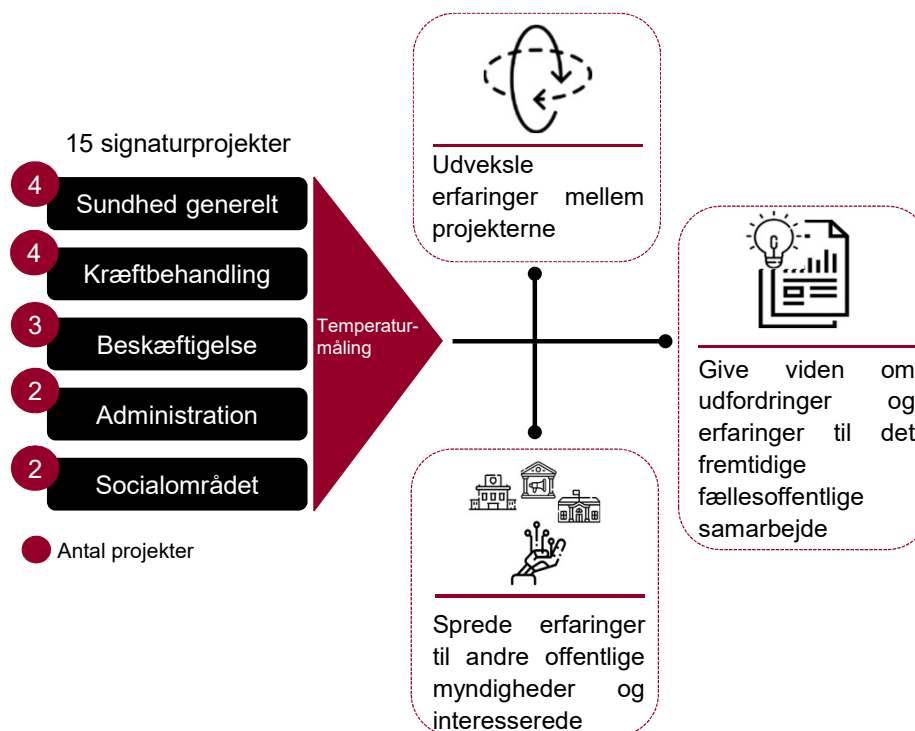 15 signaturprojekter
4
Sundhed generelt
4
Kræftbehandling
3
Beskæftigelse
2
Administration
2
Socialområdet
Antal projekter
Temperatur-
måling
Udveksle
erfaringer mellem
projekterne
Give viden om
udfordringer og
erfaringer til det
fremtidige
fællesoffentlige
samarbejde
Sprede erfaringer
til andre offentlige
myndigheder og
interesserede